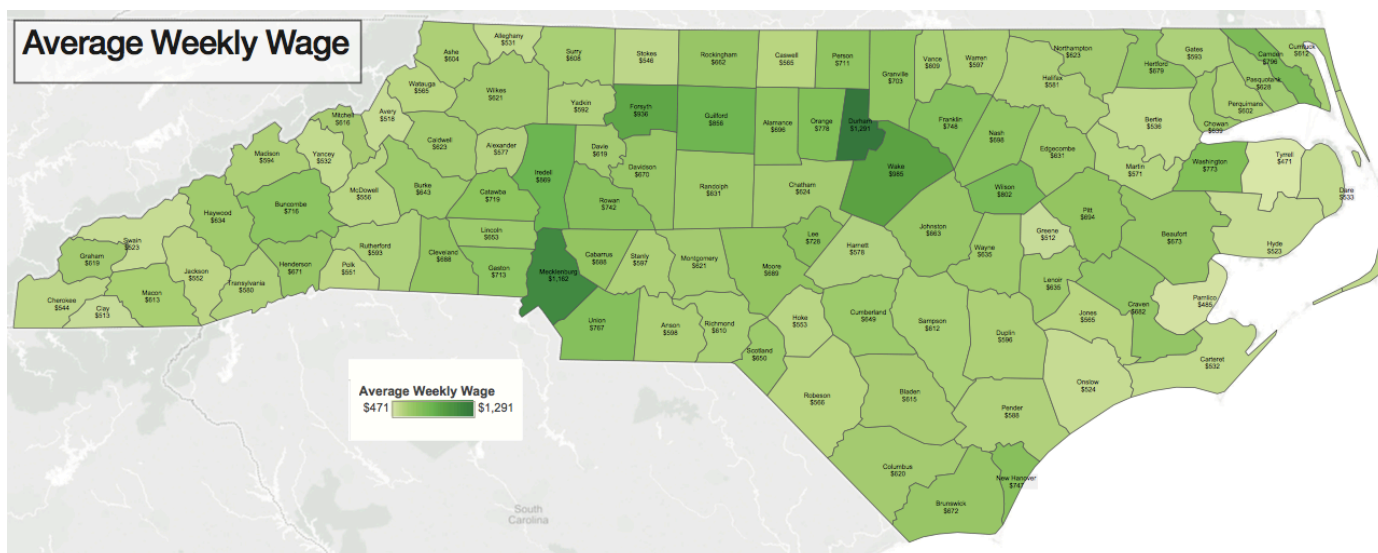 Average Weekly Wage
Alleghany
$531
Ashe
$604
Surry
$608
Stokes
$546
Rockingham
$652
Caswell
$565
Person
$711
Granville
$703
Vance
$609
Warren
$597
Northampton
$623
Halifax
$581
Hertford
$679
Gates
$593
Camden
$796
Currituck
$612
Pasquotank
$628
Perquimans
$602
Chowan
$639
Watauga
$565
Wilkes
$621
Yadkin
$592
Forsyth
$936
Guilford
$856
Alamance
$696
Orange
$778
Durham
$1,291
Franklin
$748
Nash
$698
Edgecombe
$631
Bertie
$536
Martin
$571
Washington
$773
Tyrrell
$471
Dare
$533
Mitchell
$616
Avery
$518
Yancey
$532
Madison
$594
Caldwell
$623
Alexander
$577
Iredell
Davie
$619
Davidson
$670
Randolph
$631
Chatham
$624
Wake
$985
Wilson
$802
McDowell
$556
Burke
$643
Catawba
$719
Rowan
$742
Buncombe
$716
Haywood
$634
Swain
$523
Graham
$619
Cherokee
$544
Clay
$513
Macon
$613
Jackson
$552
Transylvania
$580
Henderson
$671
Polk
$551
Rutherford
$593
Cleveland
$688
Lincoln
$653
Gaston
$713
Mecklenburg
$1,162
Cabarrus
$688
Stanly
$597
Montgomery
$621
Moore
$689
Lee
$726
Harnett
$578
Johnston
$663
Wayne
$635
Greene
$512
Pitt
$694
Beaufort
$673
Hyde
$523
Lenoir
$635
Craven
Pamlico
$485
Jones
$565
Carteret
$532
Onslow
$524
Duplin
$596
Sampson
$612
Cumberland
$649
Hoke
$553
Union
$767
Anson
$598
Richmond
$610
Scotland
$650
Robeson
$566
Bladen
$615
Pender
$588
Columbus
$620
Brunswick
$672
New Hanover
$747
Average Weekly Wage
$471 $1,291
South
Carolina